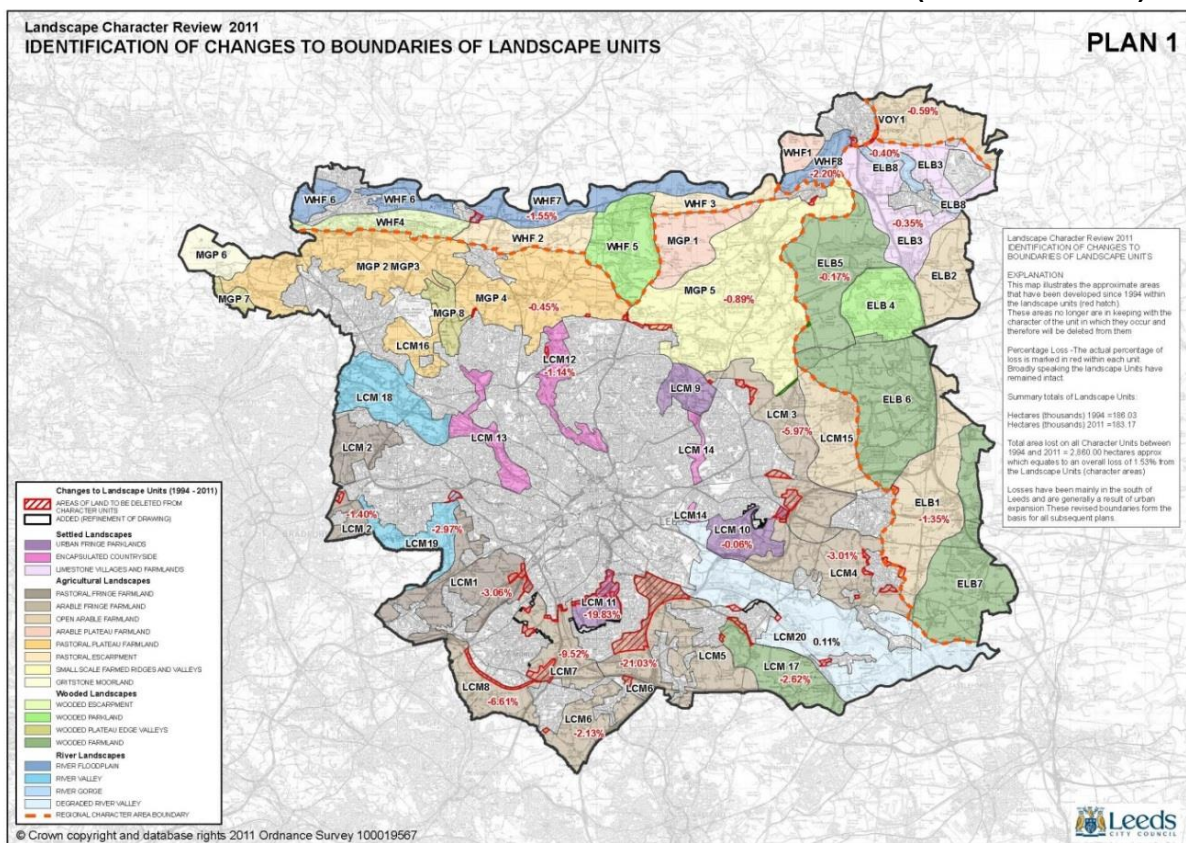 Landscape Character Review 2011
IDENTIFICATION OF CHANGES TO BOUNDARIES OF LANDSCAPE UNITS
PLAN 1
VOY1
-0.59%
WHF1
WHF8
-2.20%
-0.40%
ELB8
ELB3
ELB8
WHF 6
WHF 6
WHF7
-1.55%
WHF 3
WHF4
WHF 2
WHF 5
MGP 1
-0.35%
ELB3
ELB2
MGP 6
MGP 7
MGP 2
MGP3
MGP 4
-0.45%
MGP 8
MGP 5
-0.89%
ELB5
-0.17%
ELB 4
LCM16
LCM12
-1.14%
LCM 18
LCM 9
LCM 3
-5.97%
LCM15
ELB 6
LCM 2
LCM 13
LCM 14
ELB1
-1.35%
ELB7
-1.40%
LCM 2
-2.97%
LCM19
LCM14
LCM 10
-0.06%
-3.01%
LCM4
LCM1
-3.06%
LCM 11
-19.83%
LCM20
0.11%
-9.52%
LCM7
-21.03%
LCM5
LCM 17
-2.62%
LCM8
-6.61%
LCM6
LCM6
-2.13%
Landscape Character Review 2011
IDENTIFICATION OF CHANGES TO
BOUNDARIES OF LANDSCAPE UNITS
EXPLANATION
This map illustrates the approximate areas
that have been developed since 1994 within
the landscape units (red hatch).
These areas no longer are in keeping with the
character of the unit in which they occur and
therefore will be deleted from them
Percentage Loss -The actual percentage of
loss is marked in red within each unit
Broadly speaking the landscape Units have
remained intact
Summary totals of Landscape Units:
Hectares (thousands) 1994 =186.03
Hectares (thousands) 2011 =183.17
Total area lost on all Character Units between
1994 and 2011 = 2,860.00 hectares approx
which equates to an overall loss of 1.53% from
the Landscape Units (character areas)
Losses have been mainly in the south of
Leeds and are generally a result of urban
expansion.These revised boundaries form the
basis for all subsequent plans.
Changes to Landscape Units (1994 - 2011)
AREAS OF LAND TO BE DELETED FROM
CHARACTER UNITS
ADDED (REFINEMENT OF DRAWING)
Settled Landscapes
URBAN FRINGE PARKLANDS
ENCAPSULATED COUNTRYSIDE
LIMESTONE VILLAGES AND FARMLANDS
Agricultural Landscapes
PASTORAL FRINGE FARMLAND
ARABLE FRINGE FARMLAND
OPEN ARABLE FARMLAND
ARABLE PLATEAU FARMLAND
PASTORAL PLATEAU FARMLAND
PASTORAL ESCARPMENT
SMALLSCALE FARMED RIDGES AND VALLEYS
GRITSTONE MOORLAND
Wooded Landscapes
WOODED ESCARPMENT
WOODED PARKLAND
WOODED PLATEAU EDGE VALLEYS
WOODED FARMLAND
River Landscapes
RIVER FLOODPLAIN
RIVER VALLEY
RIVER GORGE
DEGRADED RIVER VALLEY
REGIONAL CHARACTER AREA BOUNDARY
© Crown copyright and database rights 2011 Ordnance Survey 100019567
Leeds
CITY COUNCIL